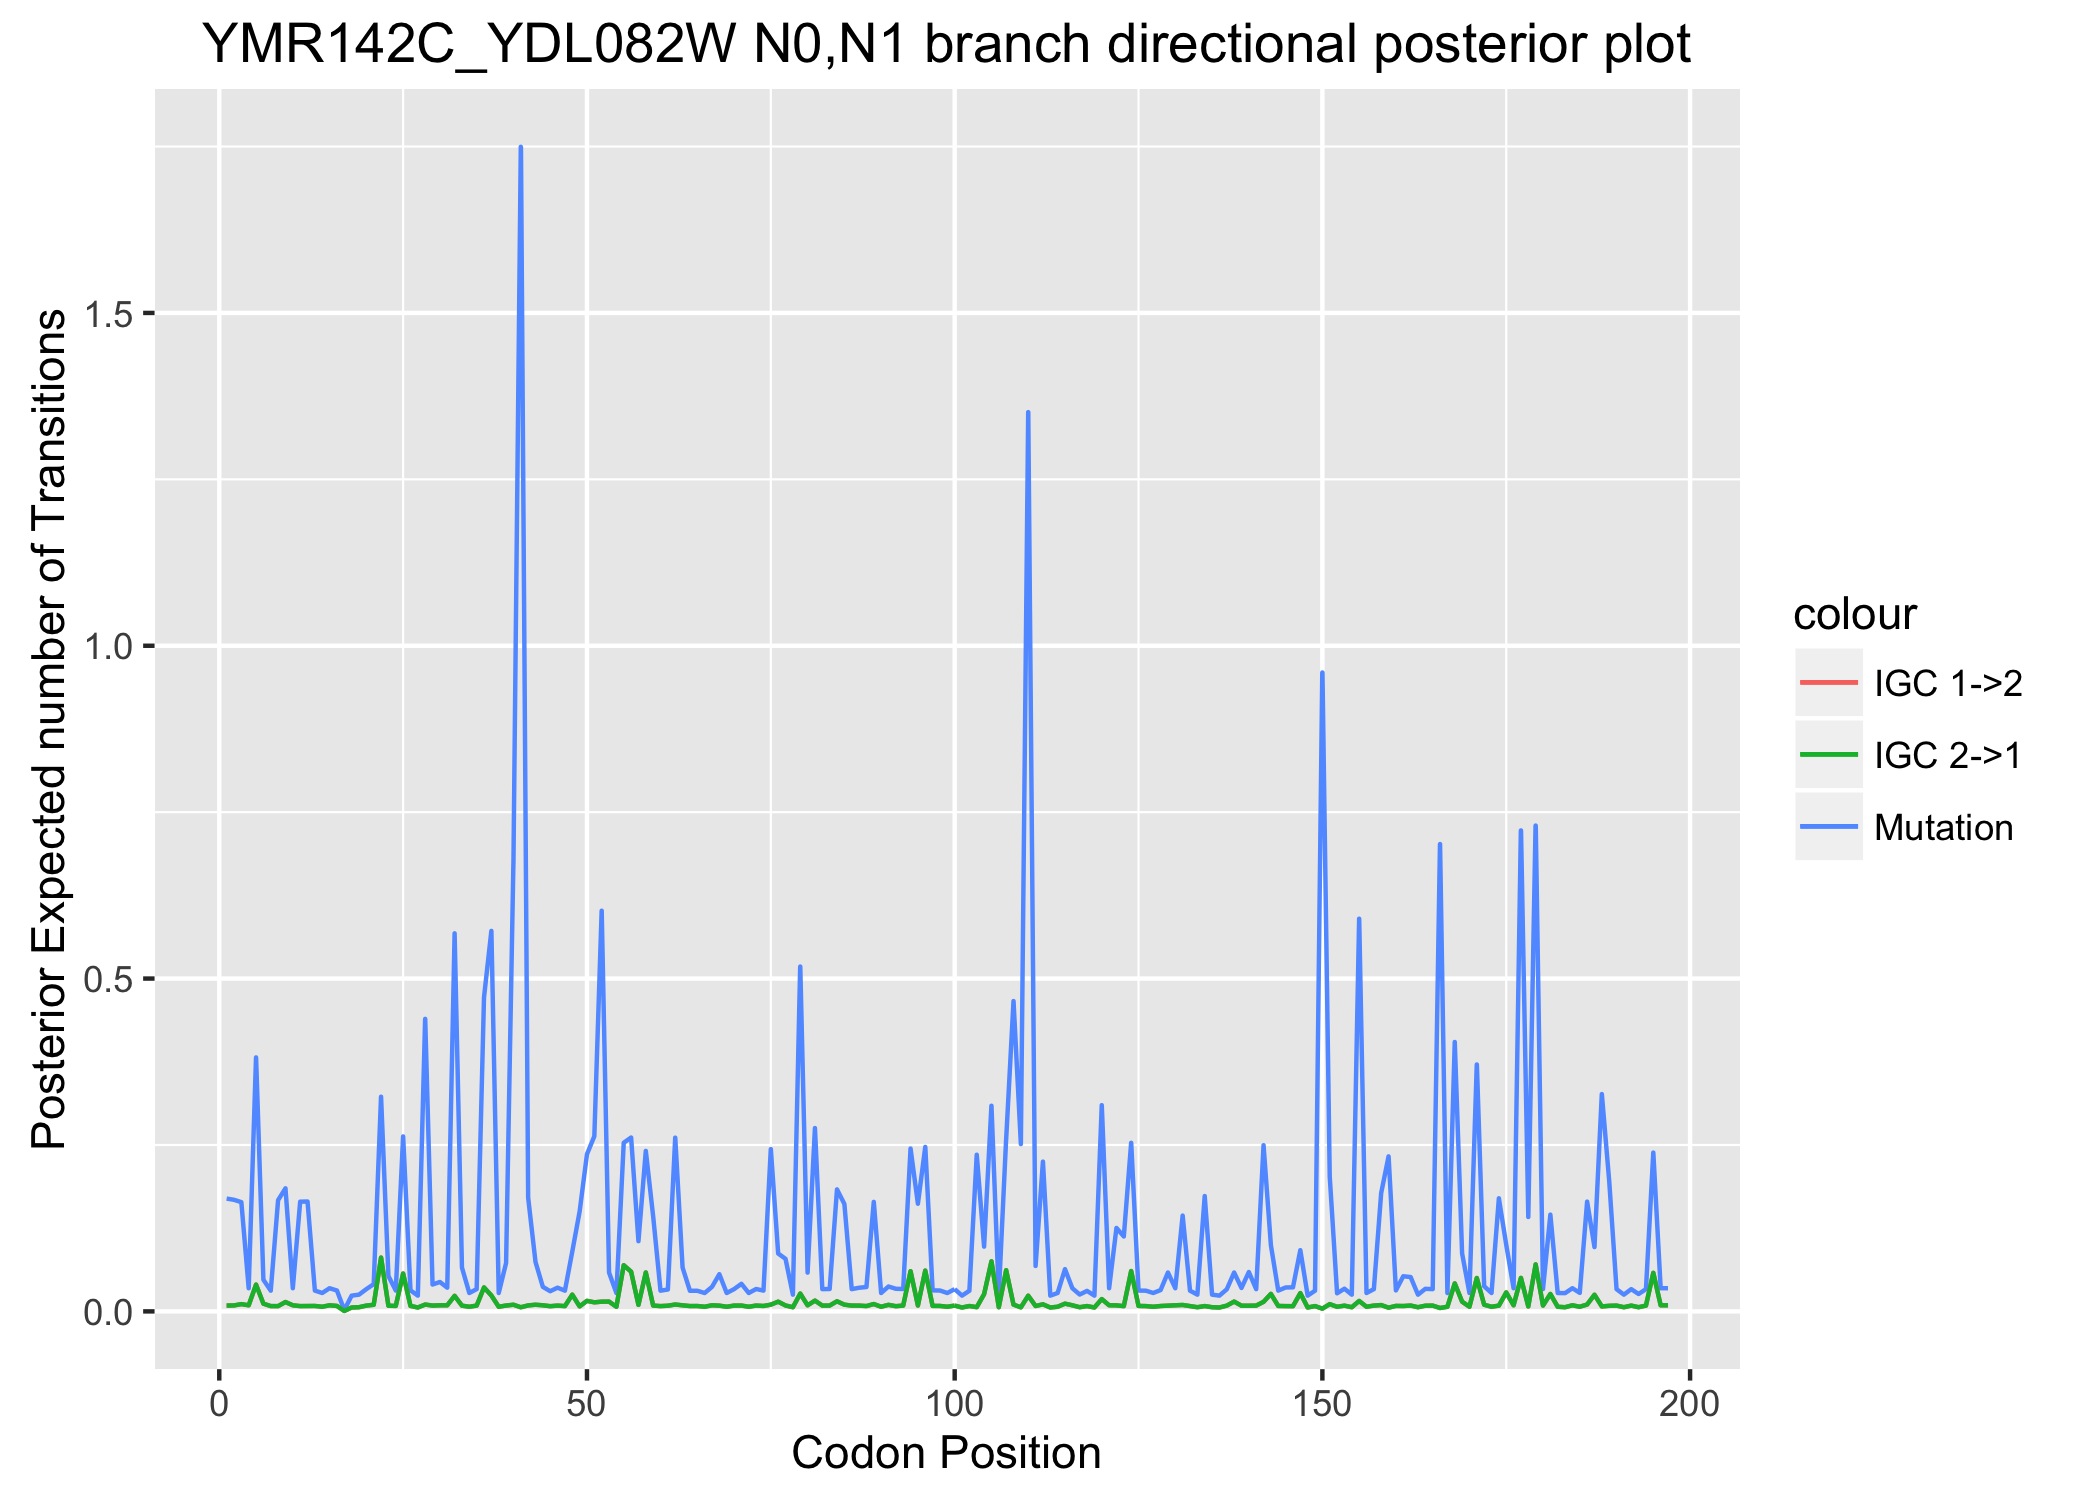 YMR142C_YDL082W N0,N1 branch directional posterior plot
Posterior Expected number of Transitions
1.5
1.0
0.5
0.0
0 50 100 150 200
Codon Position
colour
IGC 1->2
IGC 2->1
Mutation